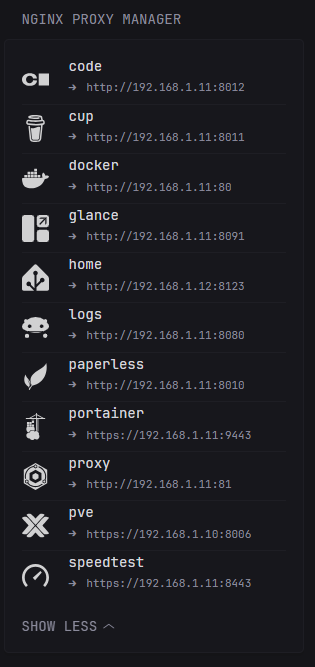 NGINX PROXY MANAGER
code
→ http://192.168.1.11:8012
cup
→ http://192.168.1.11:8011
docker
→ http://192.168.1.11:80
glance
→ http://192.168.1.11:8091
home
→ http://192.168.1.12:8123
logs
→ http://192.168.1.11:8080
paperless
→ http://192.168.1.11:8010
portainer
→ https://192.168.1.11:9443
proxy
→ http://192.168.1.11:81
pve
→ https://192.168.1.10:8006
speedtest
→ https://192.168.1.11:8443
SHOW LESS